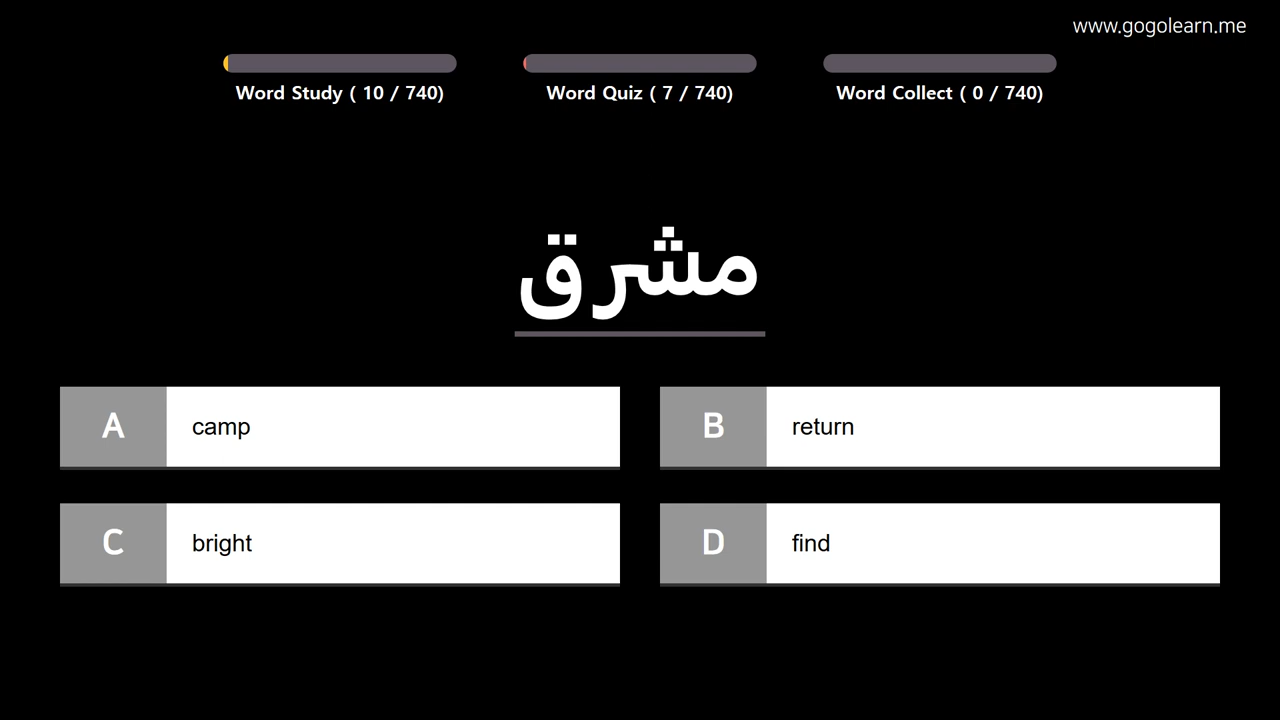 www.gogolearn.me
Word Study ( 10 / 740)
Word Quiz ( 7 / 740)
Word Collect ( 0 / 740)
مشرق
A camp
B return
C bright
D find